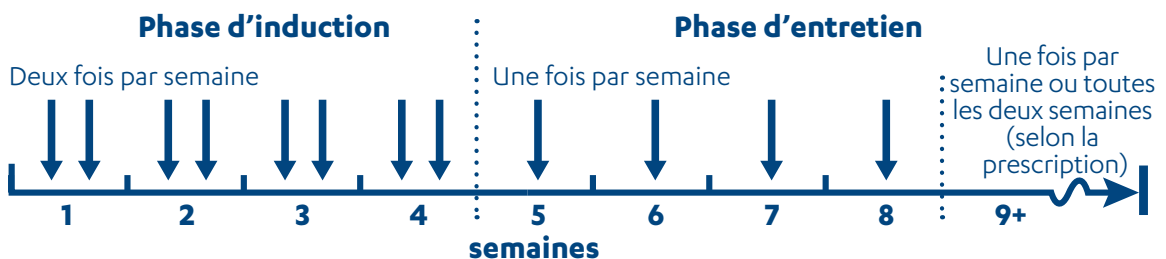 Phase d’induction
Phase d’entretien
Deux fois par semaine
Une fois par semaine
Une fois par
semaine ou toutes
les deux semaines
(selon la
prescription)
1 2 3 4 5 6 7 8 9+
semaines